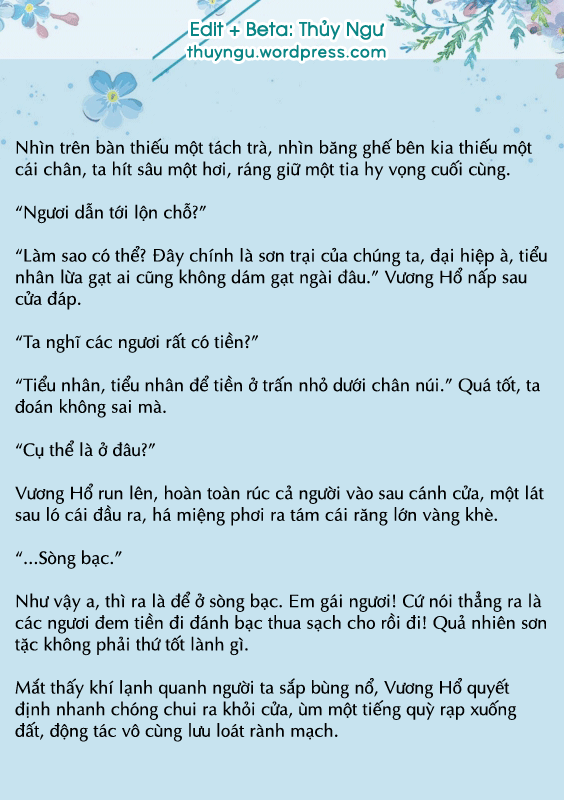 Edit + Beta: Thủy Ngư
thuyngu.wordpress.com
Nhìn trên bàn thiếu một tách trà, nhìn băng ghế bên kia thiếu một
cái chân, ta hít sâu một hơi, ráng giữ một tia hy vọng cuối cùng.
“Ngươi dẫn tới lộn chỗ?”
“Làm sao có thể? Đây chính là sơn trại của chúng ta, đại hiệp à, tiểu
nhân lừa gạt ai cũng không dám gạt ngài đâu.” Vương Hổ nấp sau
cửa đáp.
“Ta nghĩ các ngươi rất có tiền?”
“Tiểu nhân, tiểu nhân để tiền ở trấn nhỏ dưới chân núi.” Quá tốt, ta
đoán không sai mà.
“Cụ thể là ở đâu?”
Vương Hổ run lên, hoàn toàn rúc cả người vào sau cánh cửa, một lát
sau ló cái đầu ra, há miệng phơi ra tám cái răng lớn vàng khè.
“...Sòng bạc.”
Như vậy a, thì ra là để ở sòng bạc. Em gái ngươi! Cứ nói thẳng ra là
các ngươi đem tiền đi đánh bạc thua sạch cho rồi đi! Quả nhiên sơn
tặc không phải thứ tốt lành gì.
Mắt thấy khí lạnh quanh người ta sắp bùng nổ, Vương Hổ quyết
định nhanh chóng chui ra khỏi cửa, ùm một tiếng quỳ rạp xuống
đất, động tác vô cùng lưu loát rành mạch.